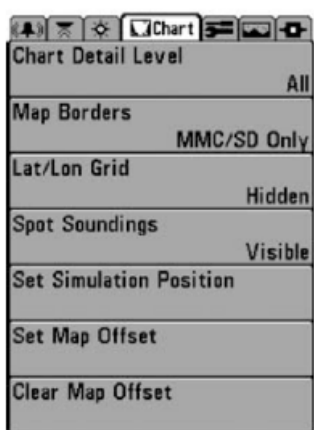 Chart
Chart Detail Level
All
Map Borders
MMC/SD Only
Lat/Lon Grid
Hidden
Spot Soundings
Visible
Set Simulation Position
Set Map Offset
Clear Map Offset